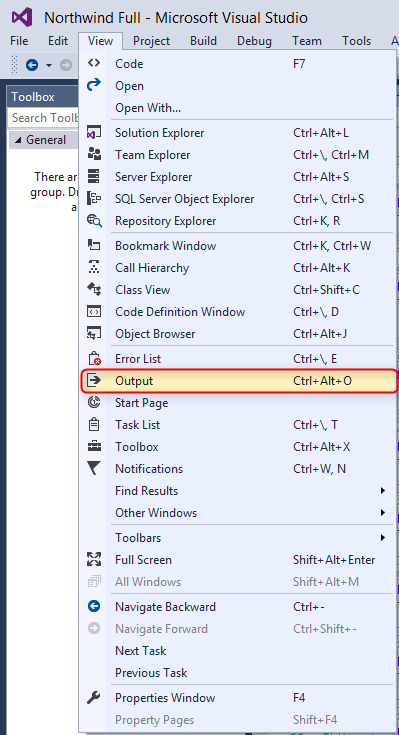 Northwind Full - Microsoft Visual Studio
File Edit View Project Build Debug Team Tools A
Toolbox
Search Toolb
General
There are
group. Dr
a
Code F7
Open
Open With...
Solution Explorer Ctrl+Alt+L
Team Explorer Ctrl+\, Ctrl+M
Server Explorer Ctrl+Alt+S
SQL Server Object Explorer Ctrl+\, Ctrl+S
Repository Explorer Ctrl+K, R
Bookmark Window Ctrl+K, Ctrl+W
Call Hierarchy Ctrl+Alt+K
Class View Ctrl+Shift+C
Code Definition Window Ctrl+\, D
Object Browser Ctrl+Alt+J
Error List Ctrl+\, E
Output Ctrl+Alt+O
Start Page
Task List Ctrl+\, T
Toolbox Ctrl+Alt+X
Notifications Ctrl+W, N
Find Results
Other Windows
Toolbars
Full Screen Shift+Alt+Enter
All Windows Shift+Alt+M
Navigate Backward Ctrl+-
Navigate Forward Ctrl+Shift+-
Next Task
Previous Task
Properties Window F4
Property Pages Shift+F4